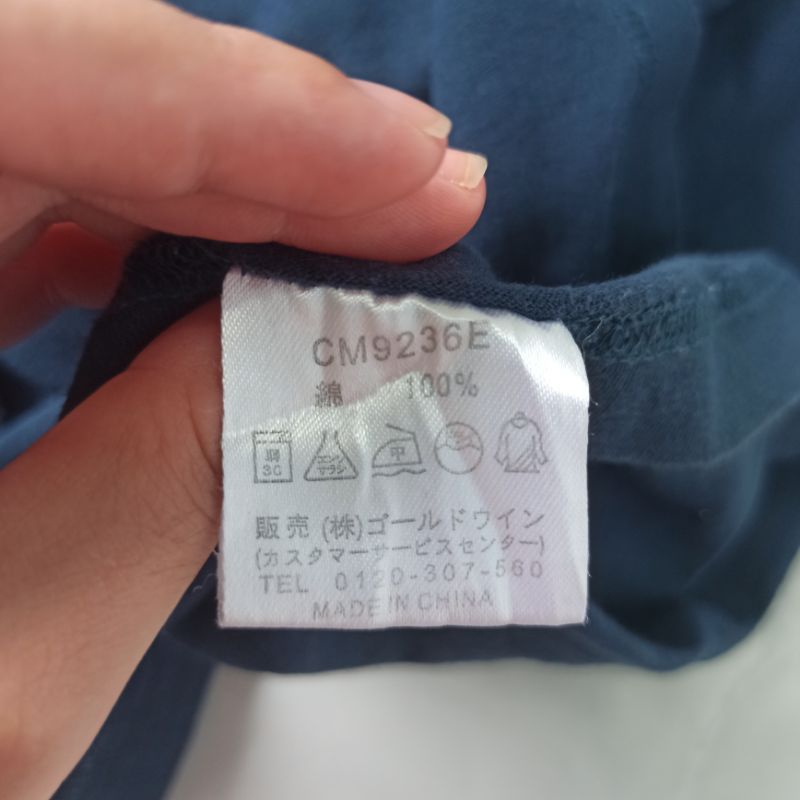 CM9236E
綿 100%
中
販売 (株)ゴールドウイン
(カスタマーサービスセンター)
TEL 0120-307-560
MADE IN CHINA